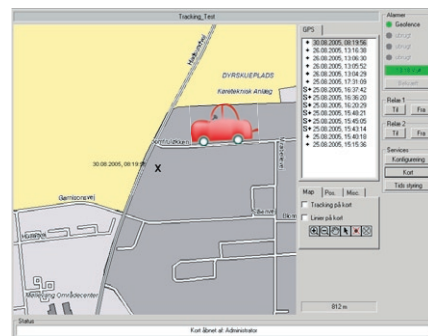 Tracking_Test
GPS
30.08.2005, 08:19:56
26.08.2005, 13:16:38
26.08.2005, 13:06:30
26.08.2005, 13:05:52
26.08.2005, 13:04:29
25.08.2005, 17:31:09
S 25.08.2005, 16:37:42
S 25.08.2005, 16:36:20
S 25.08.2005, 16:20:29
S 25.08.2005, 15:48:21
S 25.08.2005, 15:45:05
S 25.08.2005, 15:43:14
25.08.2005, 15:40:18
25.08.2005, 15:15:36
Alarmer
Geofence
Relæ 1
Til Fra
Relæ 2
Til Fra
Services
Konfigurering
Kort
Tids styring
DYRSKUEPLADS
Køreteknisk Anlæg
30.08.2005, 08:19:56
X
Garnisonsvej
Områdecenter
Map Pos. Misc.
Tracking på kort
Linier på kort
812 m
Status
Kort åbnet af: Administrator